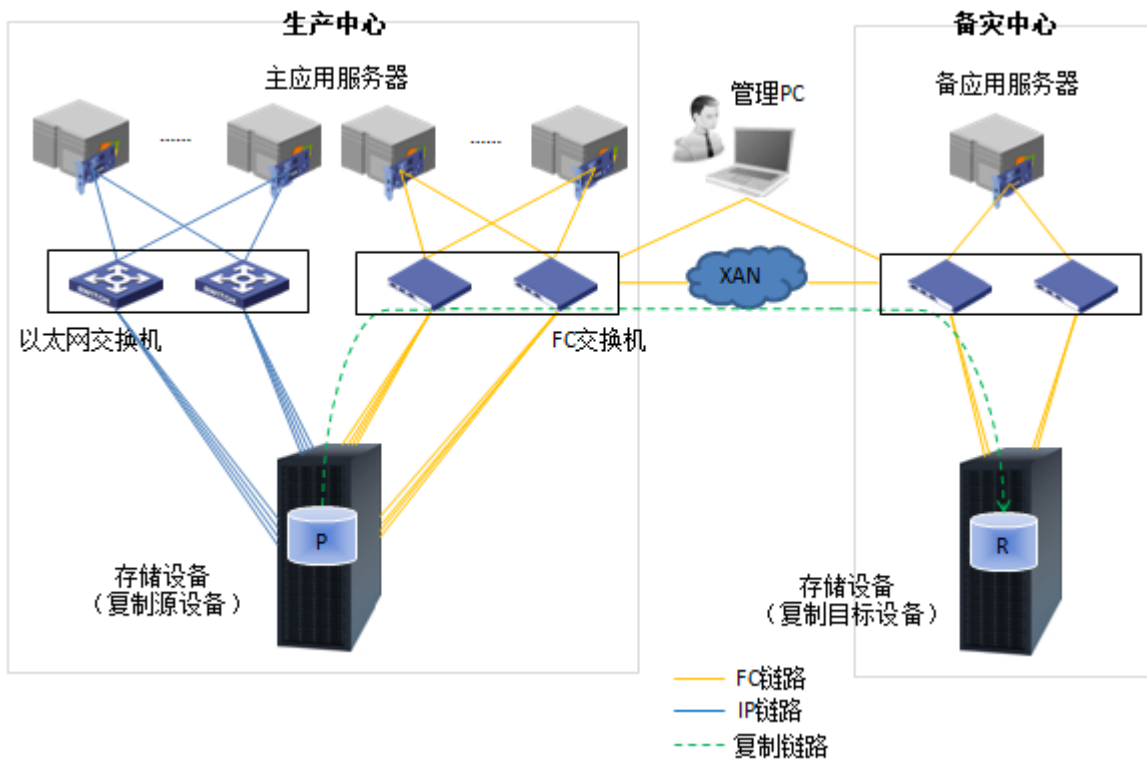 生产中心
备灾中心
主应用服务器
管理PC
备应用服务器
......
......
SWITCH
SWITCH
XAN
以太网交换机
FC交换机
P
R
存储设备
（复制源设备）
存储设备
（复制目标设备）
FC链路
IP链路
复制链路